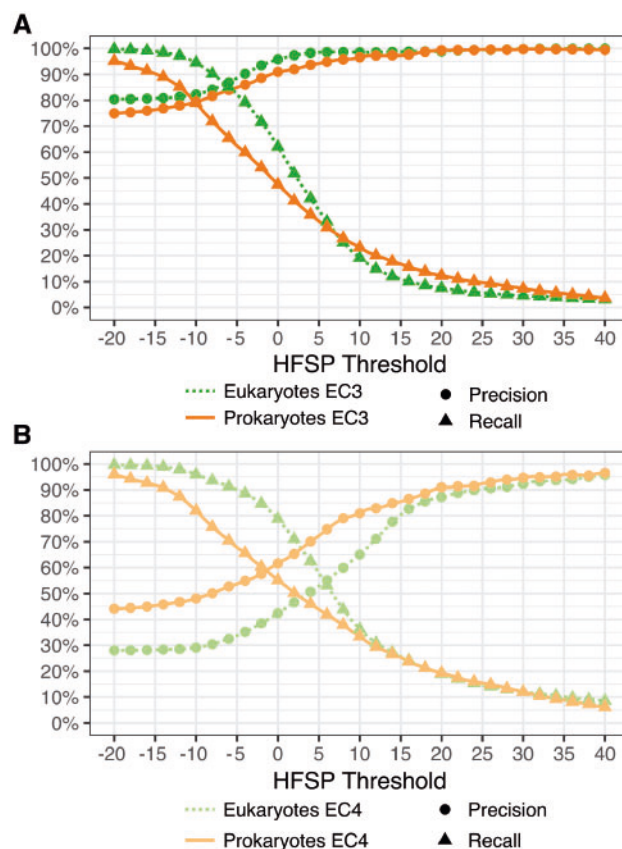 A
100%
90%
80%
70%
60%
50%
40%
30%
20%
10%
0%
-20 -15 -10 -5 0 5 10 15 20 25 30 35 40
HFSP Threshold
Eukaryotes EC3 Precision
Prokaryotes EC3 Recall
B
100%
90%
80%
70%
60%
50%
40%
30%
20%
10%
0%
-20 -15 -10 -5 0 5 10 15 20 25 30 35 40
HFSP Threshold
Eukaryotes EC4 Precision
Prokaryotes EC4 Recall